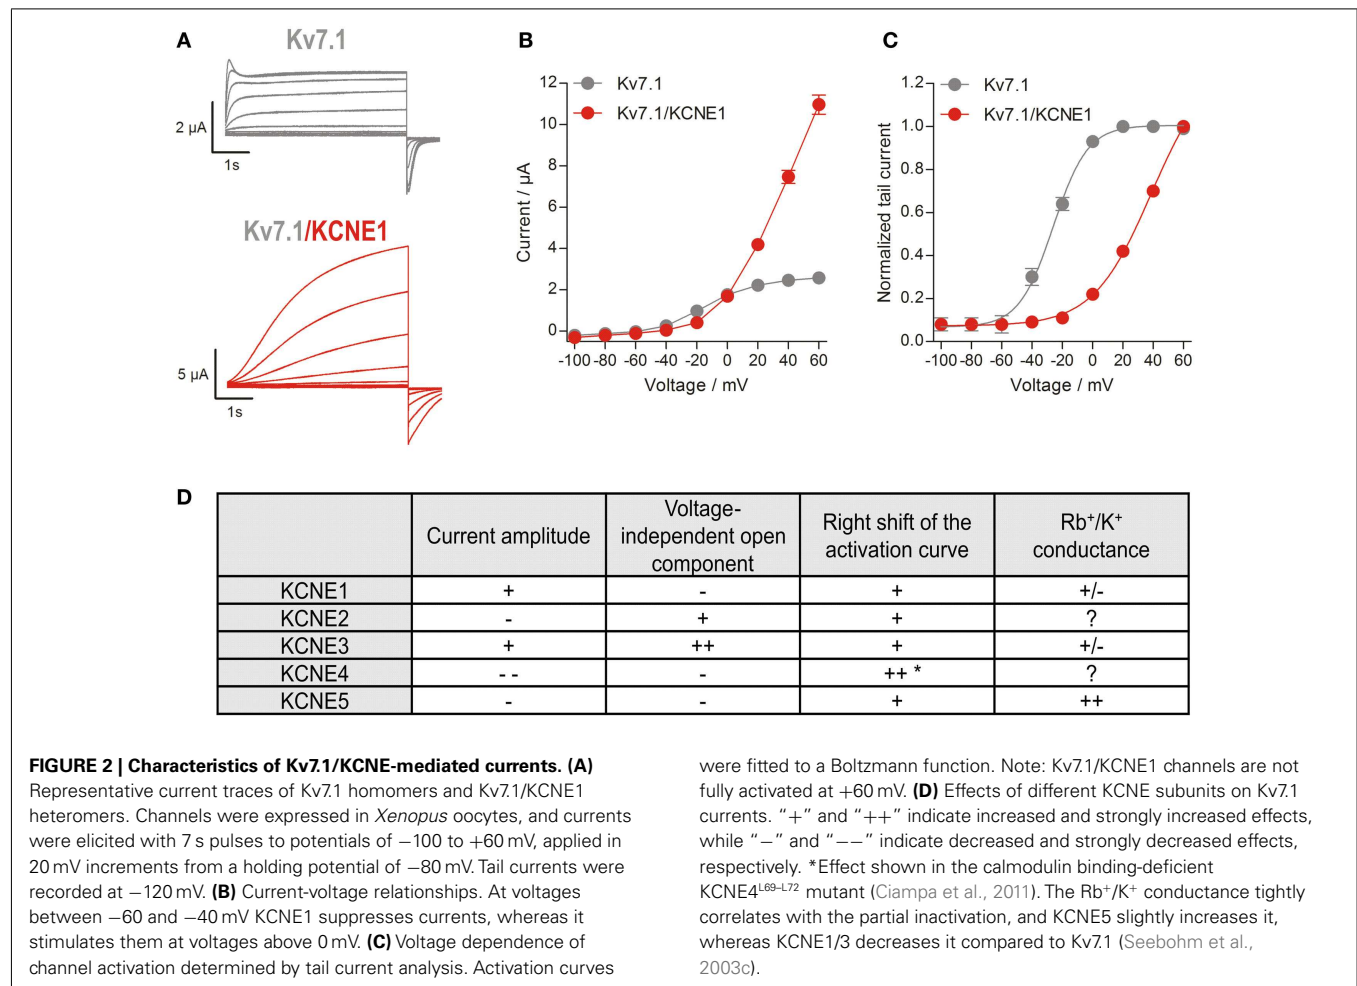 A
Kv7.1
2 µA
1s
Kv7.1/KCNE1
5 µA
1s
B
Kv7.1
Kv7.1/KCNE1
12
10
8
6
4
2
0
Current / µA
-100 -80 -60 -40 -20 0 20 40 60
Voltage / mV
C
Kv7.1
Kv7.1/KCNE1
1.2
1.0
0.8
0.6
0.4
0.2
0.0
Normalized tail current
-100 -80 -60 -40 -20 0 20 40 60
Voltage / mV
D
Current amplitude
Voltage-
independent open
component
Right shift of the
activation curve
Rb⁺/K⁺
conductance
KCNE1 + - + +/-
KCNE2 - + + ?
KCNE3 + ++ + +/-
KCNE4 - - - ++ * ?
KCNE5 - - + ++
FIGURE 2 | Characteristics of Kv7.1/KCNE-mediated currents. (A)
Representative current traces of Kv7.1 homomers and Kv7.1/KCNE1
heteromers. Channels were expressed in Xenopus oocytes, and currents
were elicited with 7 s pulses to potentials of −100 to +60 mV, applied in
20 mV increments from a holding potential of −80 mV. Tail currents were
recorded at −120 mV. (B) Current-voltage relationships. At voltages
between −60 and −40 mV KCNE1 suppresses currents, whereas it
stimulates them at voltages above 0 mV. (C) Voltage dependence of
channel activation determined by tail current analysis. Activation curves
were fitted to a Boltzmann function. Note: Kv7.1/KCNE1 channels are not
fully activated at +60 mV. (D) Effects of different KCNE subunits on Kv7.1
currents. "+" and "++" indicate increased and strongly increased effects,
while "−" and "−−" indicate decreased and strongly decreased effects,
respectively. *Effect shown in the calmodulin binding-deficient
KCNE4L69–L72 mutant (Ciampa et al., 2011). The Rb⁺/K⁺ conductance tightly
correlates with the partial inactivation, and KCNE5 slightly increases it,
whereas KCNE1/3 decreases it compared to Kv7.1 (Seebohm et al.,
2003c).